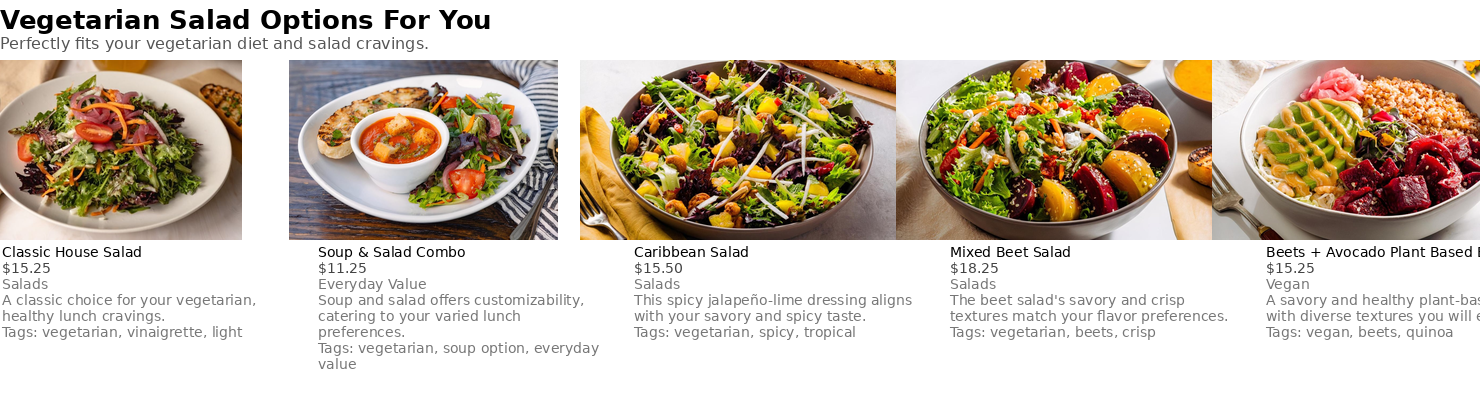 Vegetarian Salad Options For You
Perfectly fits your vegetarian diet and salad cravings.
Classic House Salad
$15.25
Salads
A classic choice for your vegetarian,
healthy lunch cravings.
Tags: vegetarian, vinaigrette, light
Soup & Salad Combo
$11.25
Everyday Value
Soup and salad offers customizability,
catering to your varied lunch
preferences.
Tags: vegetarian, soup option, everyday
value
Caribbean Salad
$15.50
Salads
This spicy jalapeño-lime dressing aligns
with your savory and spicy taste.
Tags: vegetarian, spicy, tropical
Mixed Beet Salad
$18.25
Salads
The beet salad's savory and crisp
textures match your flavor preferences.
Tags: vegetarian, beets, crisp
Beets + Avocado Plant Based
$15.25
Vegan
A savory and healthy
with diverse textures you will
Tags: vegan, beets, quinoa